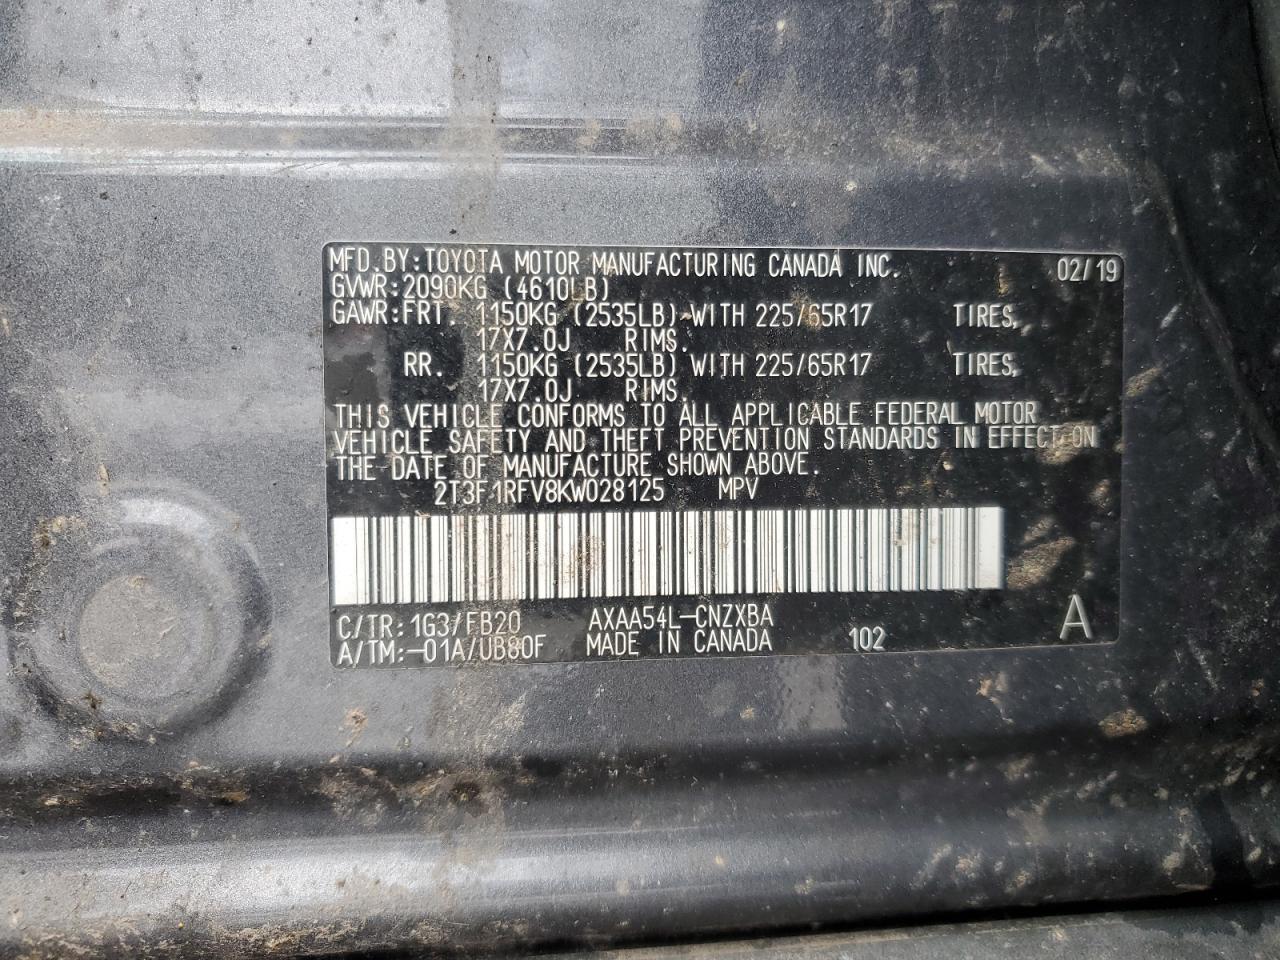 MFD.BY:TOYOTA MOTOR MANUFACTURING CANADA INC. 02/19
GVWR:2090KG (4610LB)
GAWR:FRT. 1150KG (2535LB) WITH 225/65R17 TIRES,
17X7.0J RIMS.
RR. 1150KG (2535LB) WITH 225/65R17 TIRES,
17X7.0J RIMS.
THIS VEHICLE CONFORMS TO ALL APPLICABLE FEDERAL MOTOR
VEHICLE SAFETY AND THEFT PREVENTION STANDARDS IN EFFECT ON
THE DATE OF MANUFACTURE SHOWN ABOVE.
2T3F1RFV8KW028125 MPV
C/TR:1G3/FB20 AXAA54L-CNZXBA
A/TM:-01A/UB80F MADE IN CANADA 102 A